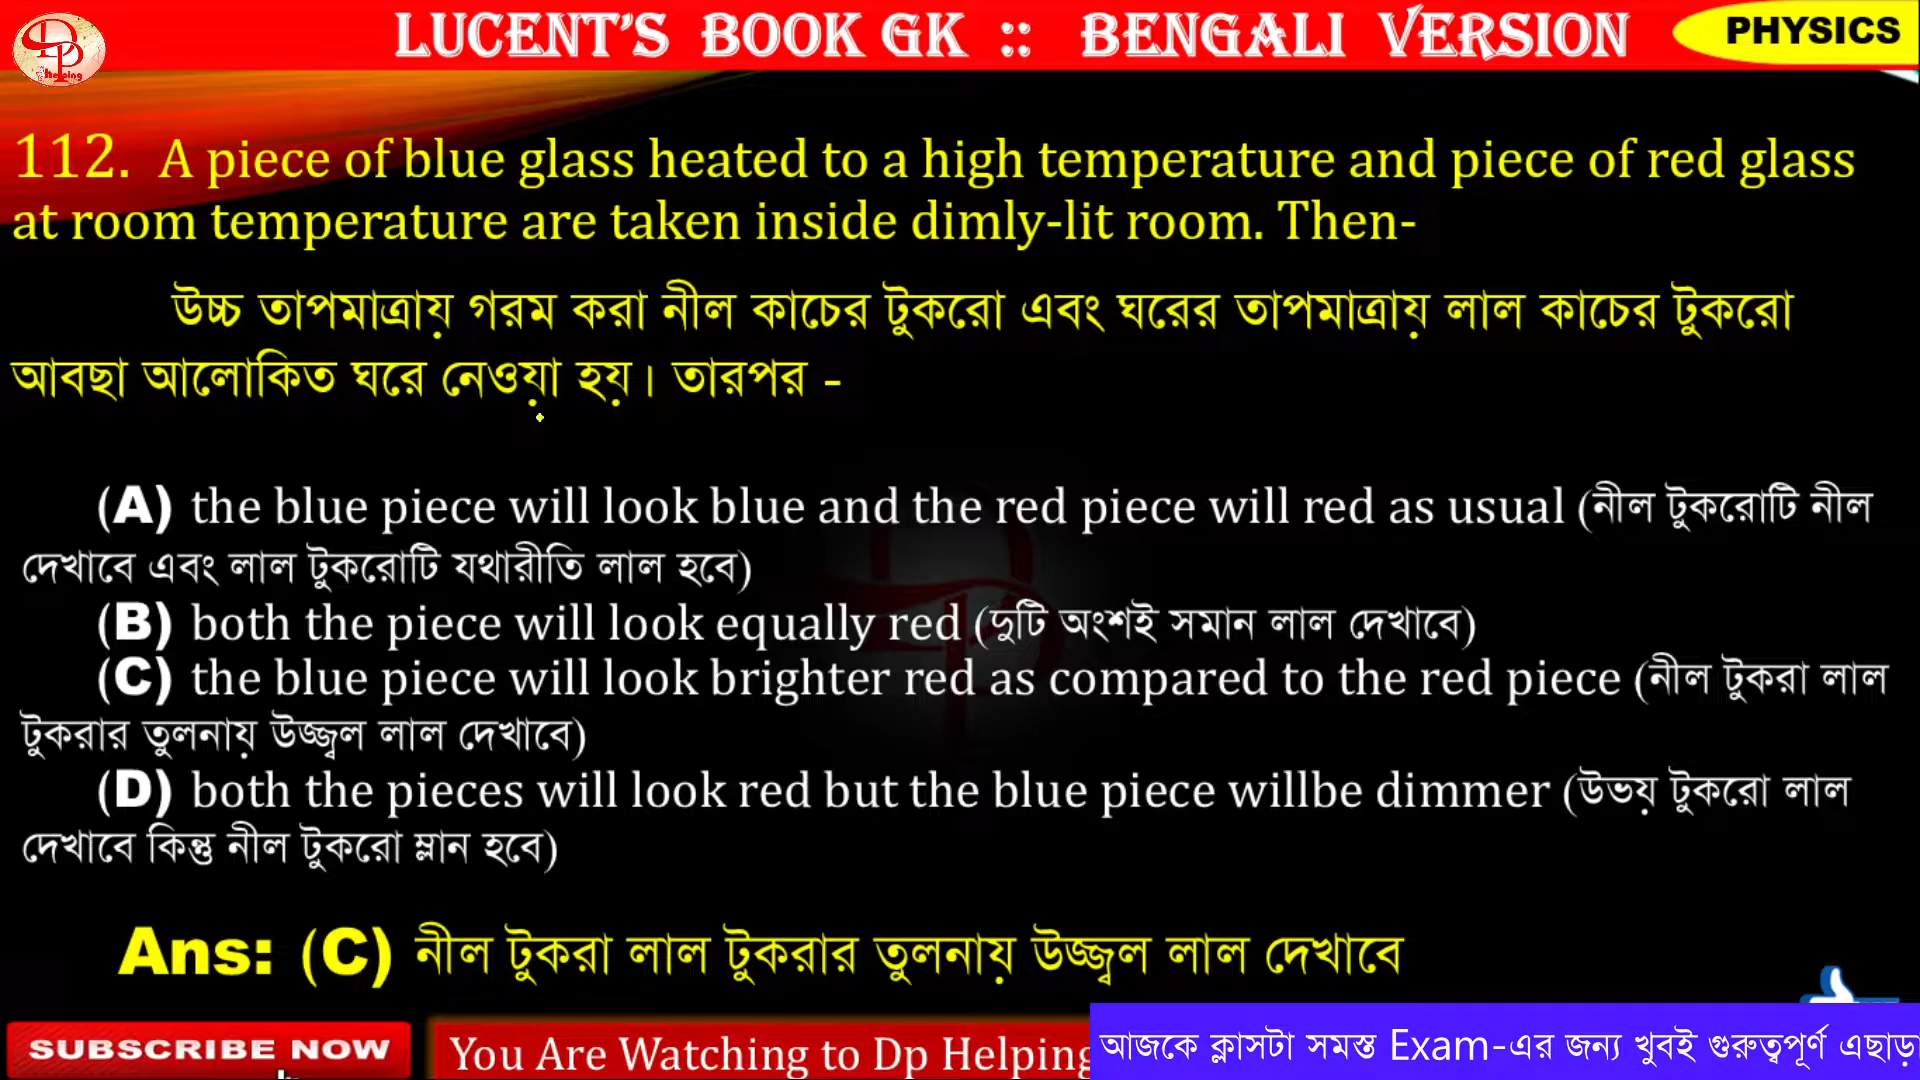 LUCENT'S BOOK GK :: BENGALI VERSION
PHYSICS
helping
112. A piece of blue glass heated to a high temperature and piece of red glass
at room temperature are taken inside dimly-lit room. Then-
উচ্চ তাপমাত্রায় গরম করা নীল কাচের টুকরো এবং ঘরের তাপমাত্রায় লাল কাচের টুকরো
আবছা আলোকিত ঘরে নেওয়া হয়। তারপর -
(A) the blue piece will look blue and the red piece will red as usual (নীল টুকরোটি নীল
দেখাবে এবং লাল টুকরোটি যথারীতি লাল হবে)
(B) both the piece will look equally red (দুটি অংশই সমান লাল দেখাবে)
(C) the blue piece will look brighter red as compared to the red piece (নীল টুকরা লাল
টুকরার তুলনায় উজ্জ্বল লাল দেখাবে)
(D) both the pieces will look red but the blue piece willbe dimmer (উভয় টুকরো লাল
দেখাবে কিন্তু নীল টুকরো ম্লান হবে)
Ans: (C) নীল টুকরা লাল টুকরার তুলনায় উজ্জ্বল লাল দেখাবে
SUBSCRIBE NOW
You Are Watching to Dp Helping
আজকে ক্লাসটা সমস্ত Exam-এর জন্য খুবই গুরুত্বপূর্ণ এছাড়া